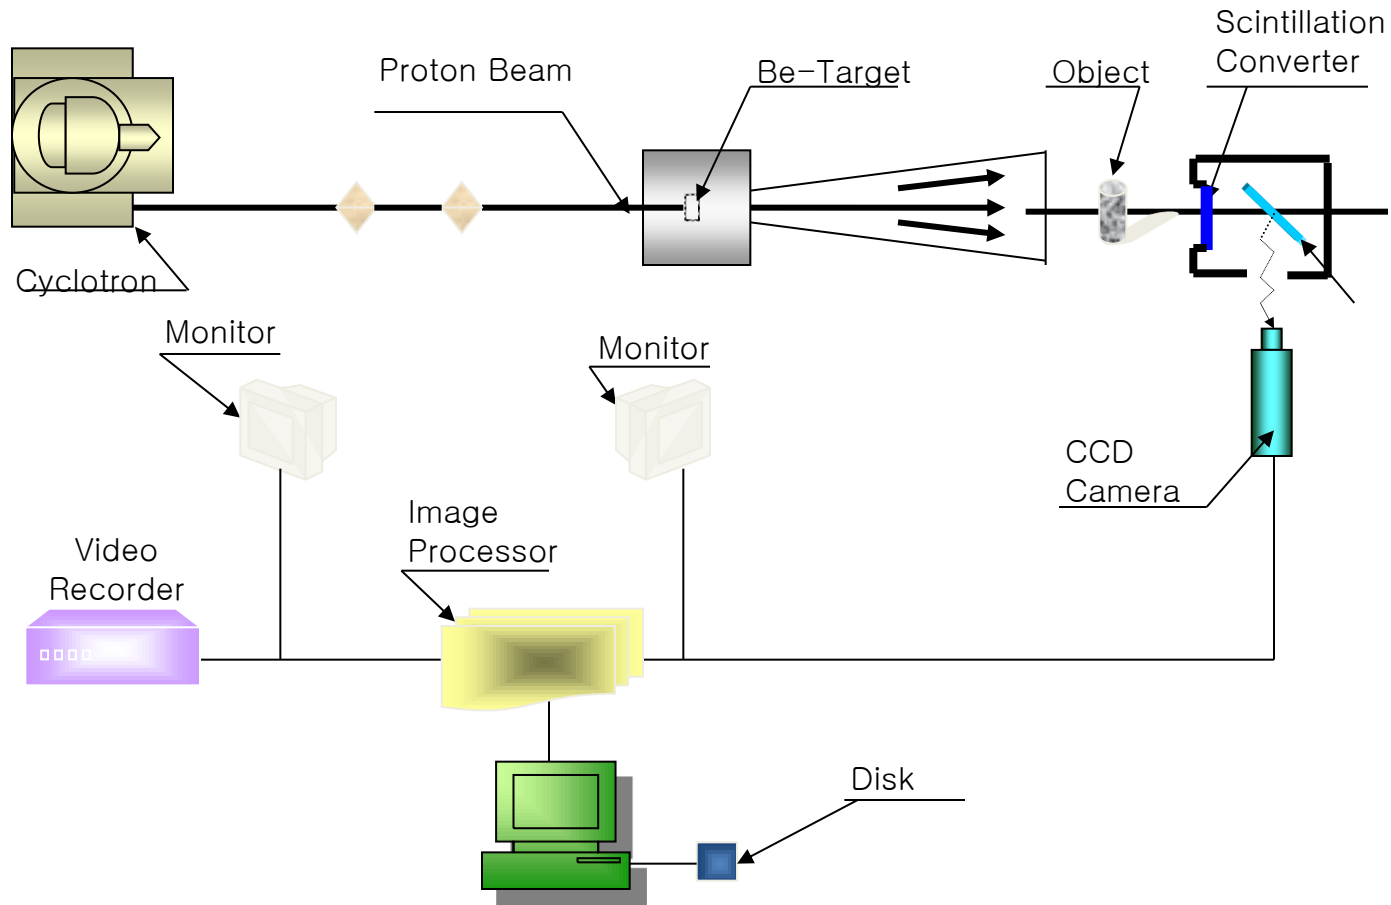 Scintillation
Converter
Proton Beam
Be-Target
Object
Cyclotron
Monitor
Monitor
CCD
Camera
Image
Processor
Video
Recorder
Disk